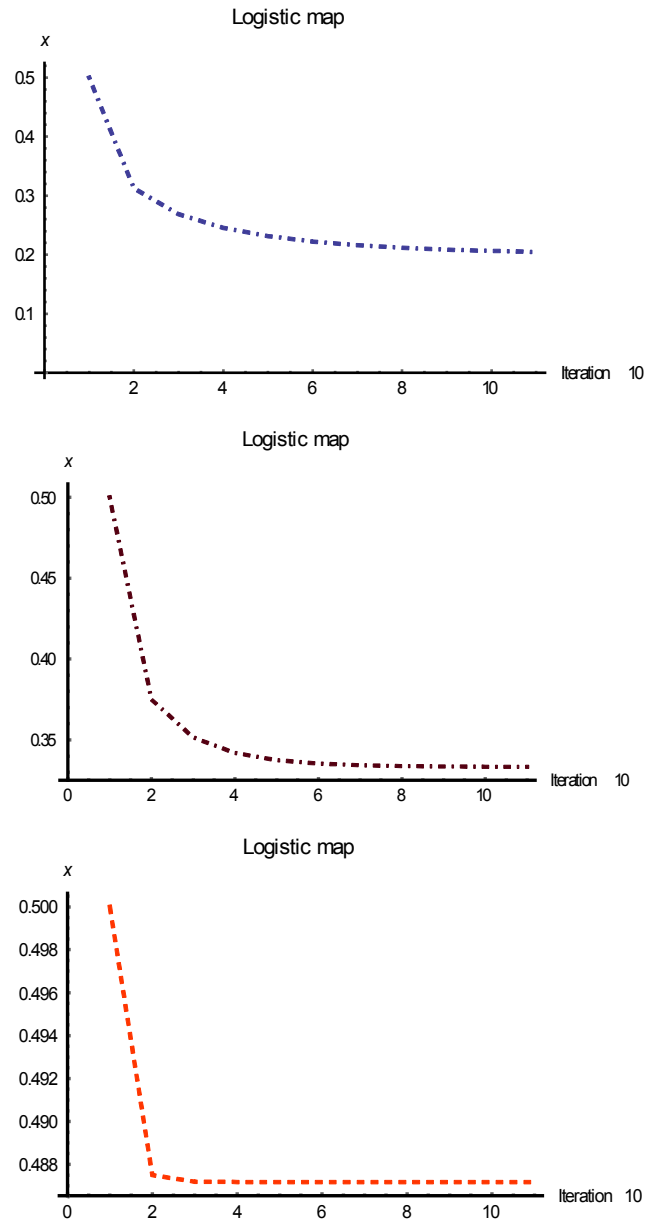 Logistic map
x
0.5
0.4
0.3
0.2
0.1
2 4 6 8 10
Iteration 10
Logistic map
x
0.50
0.45
0.40
0.35
0 2 4 6 8 10
Iteration 10
Logistic map
x
0.500
0.498
0.496
0.494
0.492
0.490
0.488
0 2 4 6 8 10
Iteration 10